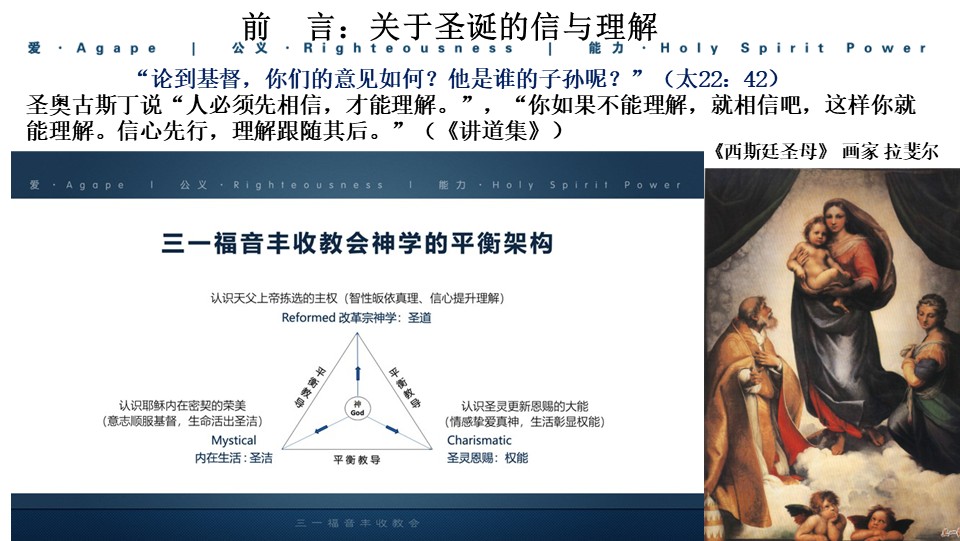 前 言：关于圣诞的信与理解
爱 · Agape | 公义 · Righteousness | 能力 · Holy Spirit Power
“论到基督，你们的意见如何？他是谁的子孙呢？”（太22：42）
圣奥古斯丁说“人必须先相信，才能理解。”，“你如果不能理解，就相信吧，这样你就
能理解。信心先行，理解跟随其后。”（《讲道集》）
《西斯廷圣母》 画家 拉斐尔
爱 · Agape | 公义 · Righteousness | 能力 · Holy Spirit Power
三一福音丰收教会神学的平衡架构
认识天父上帝拣选的主权（智性皈依真理、信心提升理解）
Reformed 改革宗神学：圣道
平衡教导
平衡教导
神
God
认识耶稣内在密契的荣美
(意志顺服基督，生命活出圣洁)
Mystical
内在生活 : 圣洁
认识圣灵更新恩赐的大能
(情感挚爱真神，生活彰显权能)
Charismatic
圣灵恩赐：权能
平衡教导
三一福音丰收教会